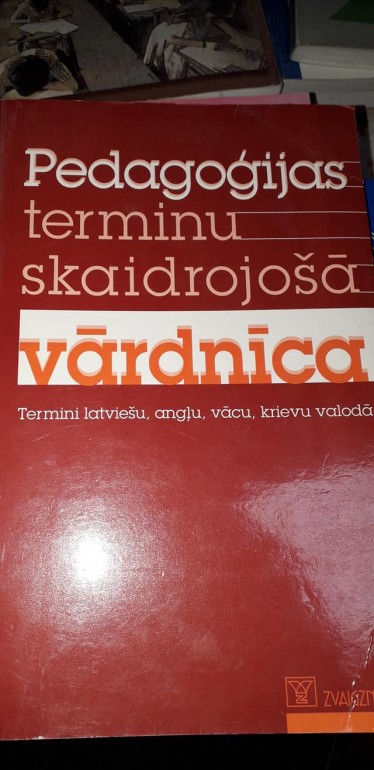 Pedagoģijas
terminu
skaidrojošā
vārdnīca
Termini latviešu, angļu, vācu, krievu valodā